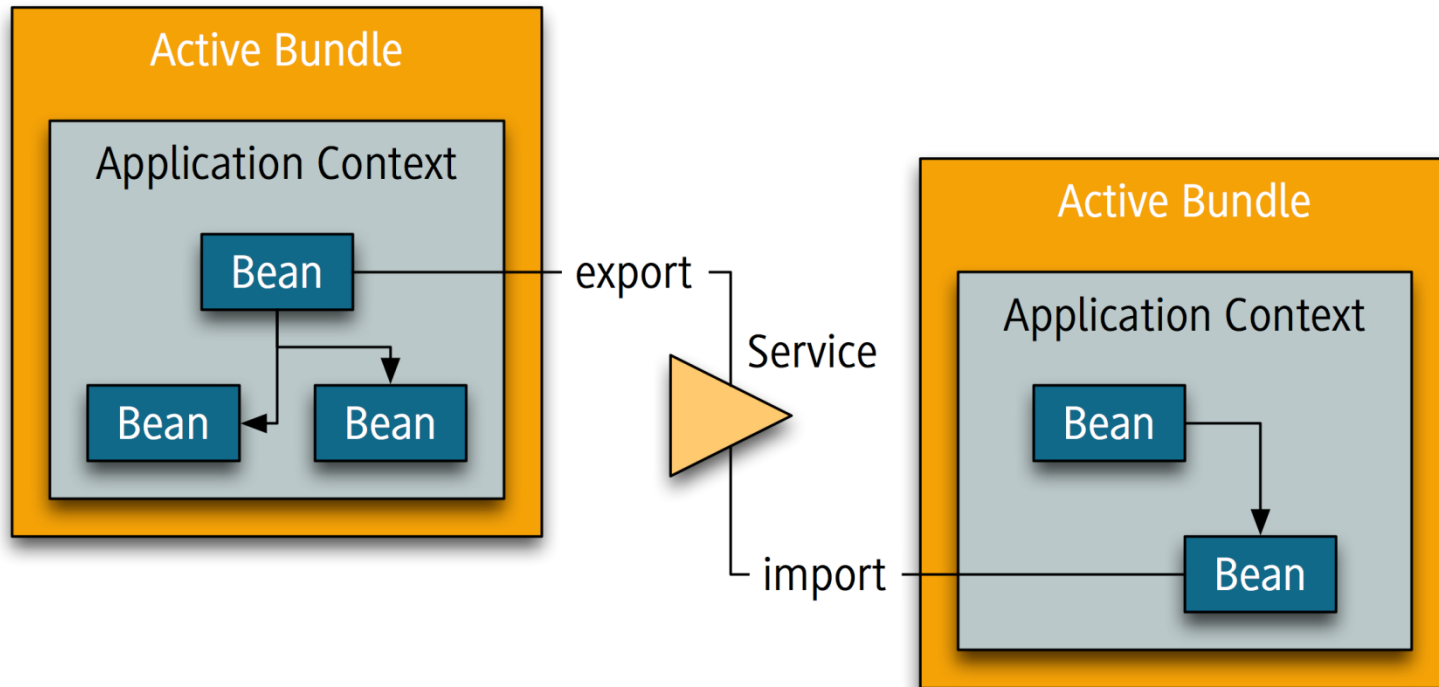 Active Bundle
Application Context
Bean
Bean
Bean
export
Service
import
Active Bundle
Application Context
Bean
Bean